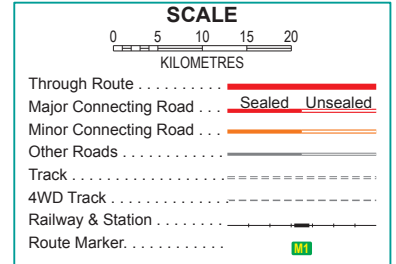 SCALE
0 5 10 15 20
KILOMETRES
Through Route . . . . . . . . . .
Major Connecting Road . . . Sealed Unsealed
Minor Connecting Road . . .
Other Roads . . . . . . . . . . . .
Track . . . . . . . . . . . . . . . . . .
4WD Track . . . . . . . . . . . . .
Railway & Station . . . . . . . .
Route Marker. . . . . . . . . . . . M1